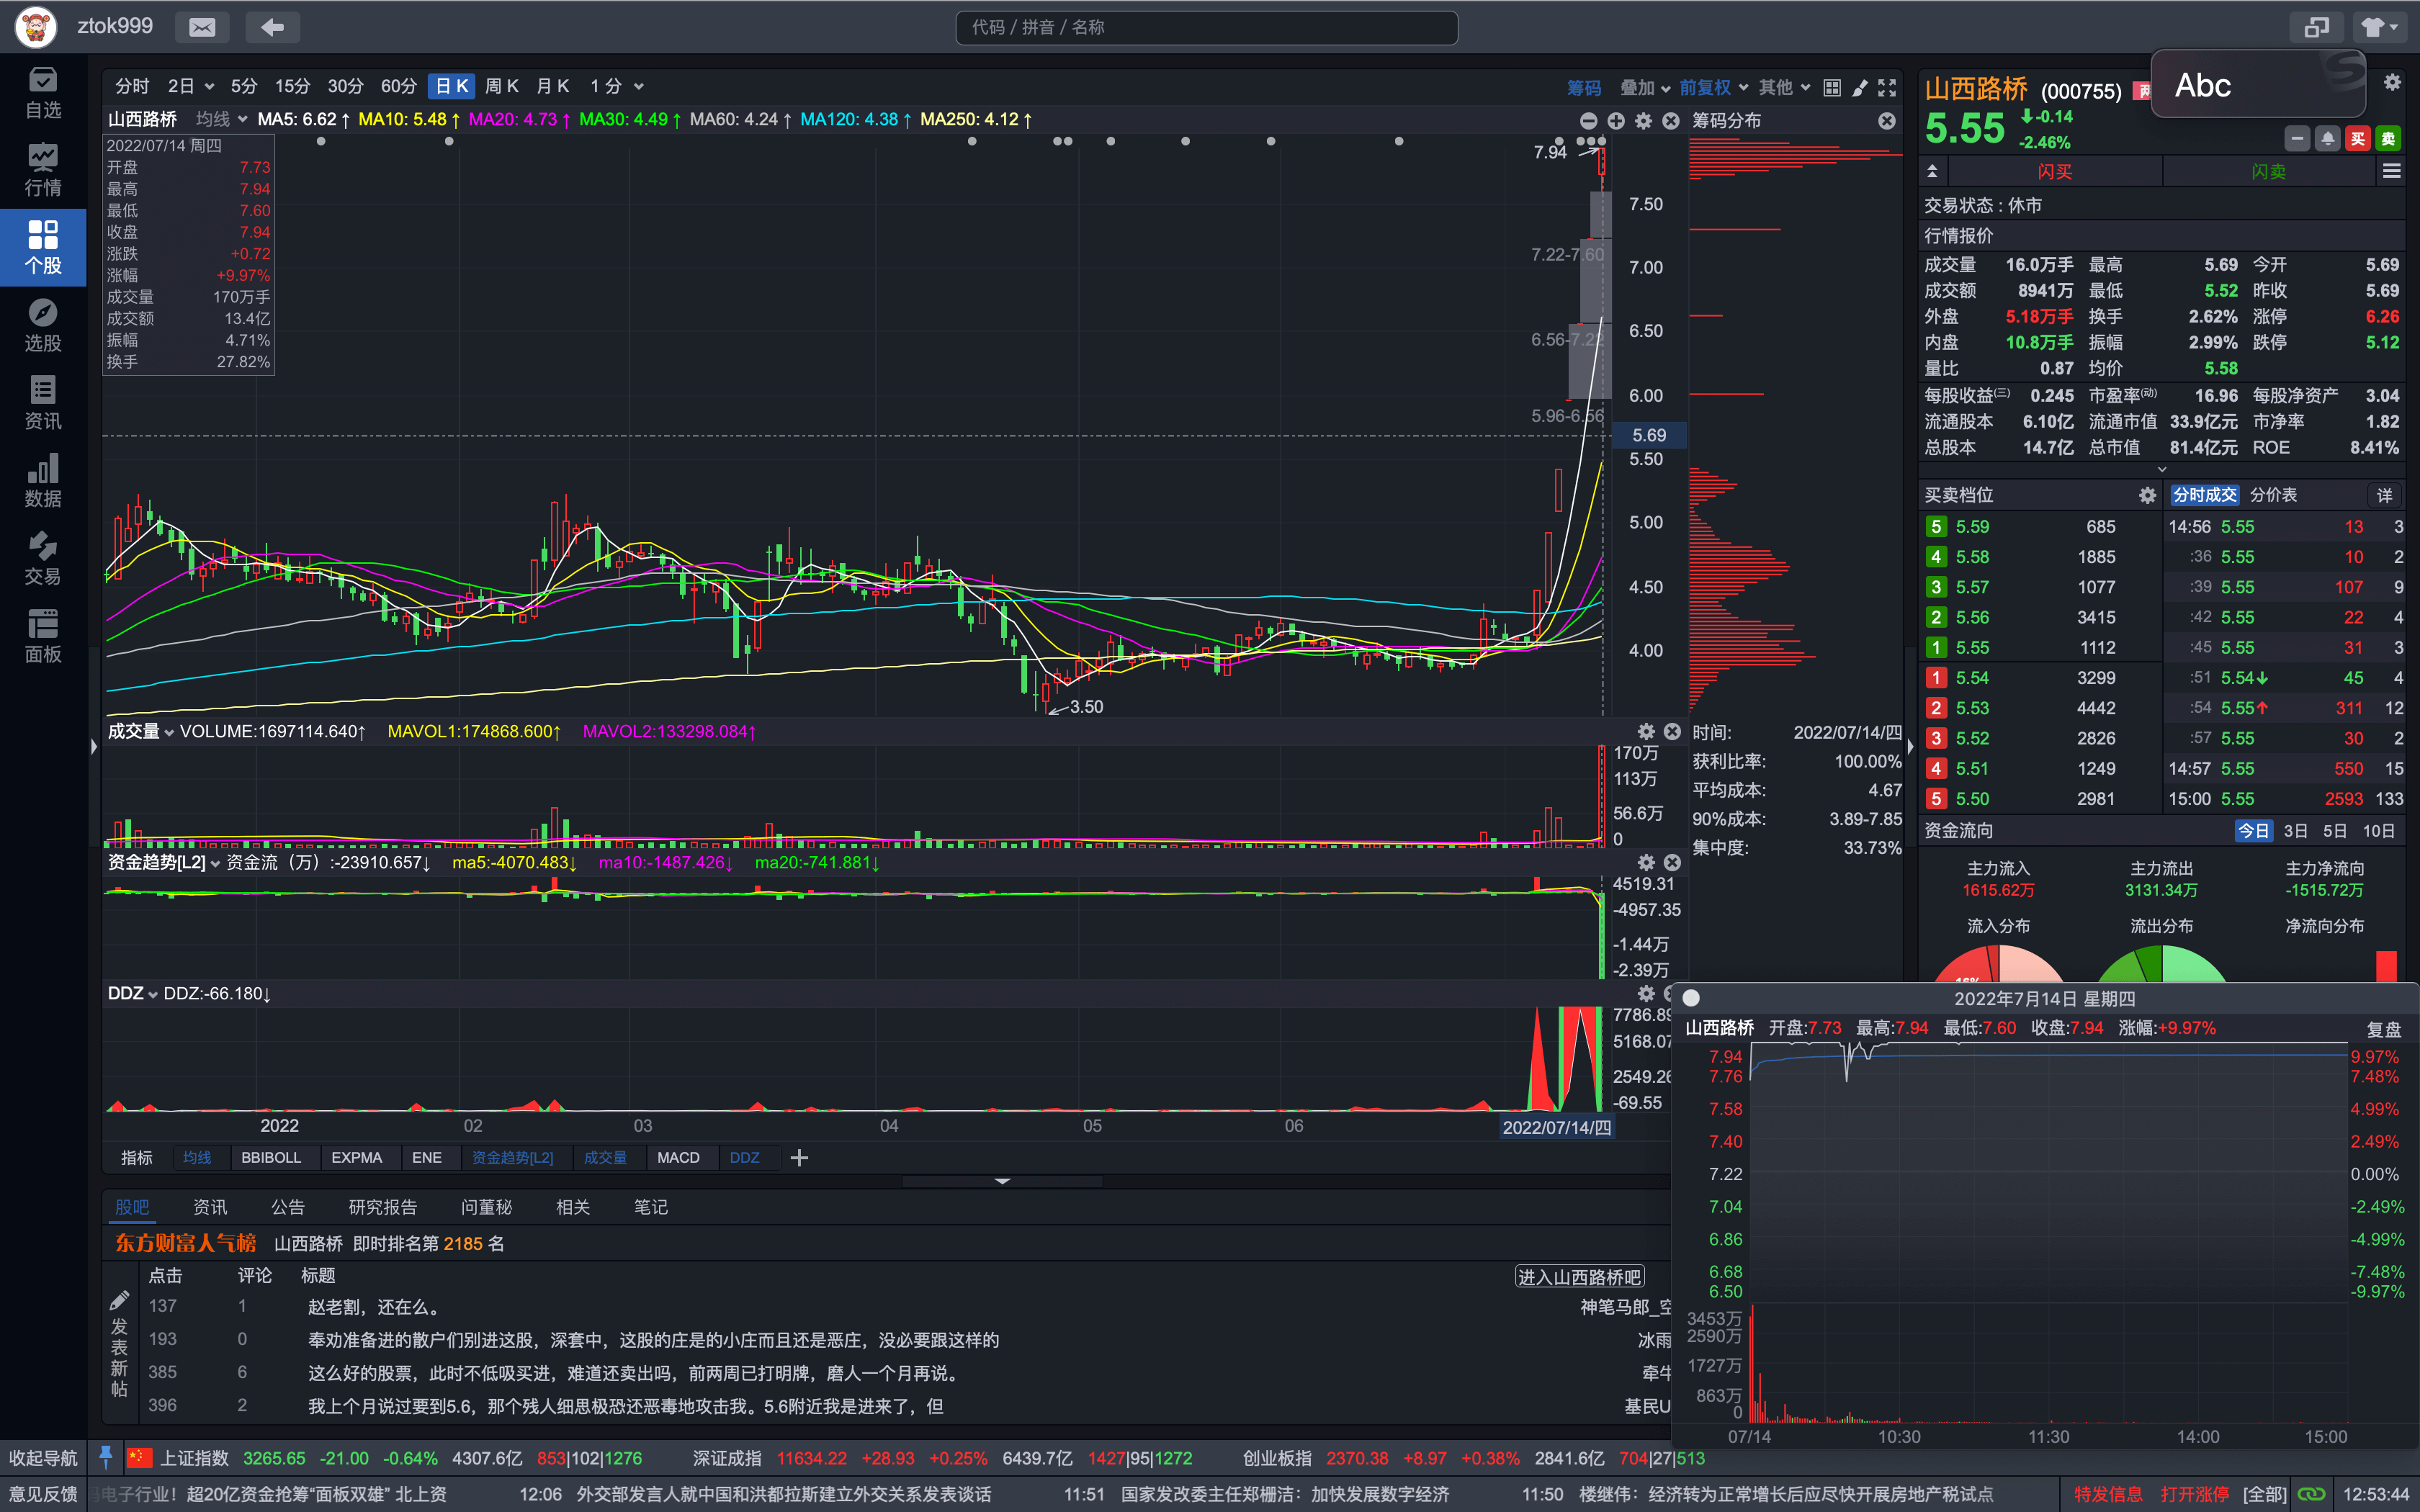 ztok999
代码 / 拼音 / 名称
Abc
自选
行情
个股
选股
资讯
数据
交易
面板
分时 2日 5分 15分 30分 60分 日K 周K 月K 1分
筹码 叠加 前复权 其他
山西路桥 均线 MA5: 6.62↑ MA10: 5.48↑ MA20: 4.73↑ MA30: 4.49↑ MA60: 4.24↑ MA120: 4.38↑ MA250: 4.12↑
筹码分布
2022/07/14 周四
开盘 7.73
最高 7.94
最低 7.60
收盘 7.94
涨跌 +0.72
涨幅 +9.97%
成交量 170万手
成交额 13.4亿
振幅 4.71%
换手 27.82%
7.94
7.22-7.60
6.56-7.22
5.96-6.56
3.50
7.50
7.00
6.50
6.00
5.69
5.50
5.00
4.50
4.00
成交量 VOLUME:1697114.640↑ MAVOL1:174868.600↑ MAVOL2:133298.084↑
170万
113万
56.6万
0
资金趋势[L2] 资金流（万）:-23910.657↓ ma5:-4070.483↓ ma10:-1487.426↓ ma20:-741.881↓
4519.31
-4957.35
-1.44万
-2.39万
DDZ DDZ:-66.180↓
7786.89
5168.07
2549.26
-69.55
2022 02 03 04 05 06 2022/07/14/四
指标 均线 BBIBOLL EXPMA ENE 资金趋势[L2] 成交量 MACD DDZ
时间: 2022/07/14/四
获利比率: 100.00%
平均成本: 4.67
90%成本: 3.89-7.85
集中度: 33.73%
股吧 资讯 公告 研究报告 问董秘 相关 笔记
东方财富人气榜 山西路桥 即时排名第 2185 名
点击 评论 标题 进入山西路桥吧
发表新帖
137 1 赵老割，还在么。 神笔马郎_空
193 0 奉劝准备进的散户们别进这股，深套中，这股的庄是的小庄而且还是恶庄，没必要跟这样的 冰雨
385 6 这么好的股票，此时不低吸买进，难道还卖出吗，前两周已打明牌，磨人一个月再说。 牵牛
396 2 我上个月说过要到5.6，那个残人细思极恐还恶毒地攻击我。5.6附近我是进来了，但 基民U
山西路桥 (000755)
5.55 -0.14
-2.46%
买 卖
闪买 闪卖
交易状态 : 休市
行情报价
成交量 16.0万手 最高 5.69 今开 5.69
成交额 8941万 最低 5.52 昨收 5.69
外盘 5.18万手 换手 2.62% 涨停 6.26
内盘 10.8万手 振幅 2.99% 跌停 5.12
量比 0.87 均价 5.58
每股收益(三) 0.245 市盈率(动) 16.96 每股净资产 3.04
流通股本 6.10亿 流通市值 33.9亿元 市净率 1.82
总股本 14.7亿 总市值 81.4亿元 ROE 8.41%
买卖档位 分时成交 分价表 详
5 5.59 685 14:56 5.55 13 3
4 5.58 1885 :36 5.55 10 2
3 5.57 1077 :39 5.55 107 9
2 5.56 3415 :42 5.55 22 4
1 5.55 1112 :45 5.55 31 3
1 5.54 3299 :51 5.54↓ 45 4
2 5.53 4442 :54 5.55↑ 311 12
3 5.52 2826 :57 5.55 30 2
4 5.51 1249 14:57 5.55 550 15
5 5.50 2981 15:00 5.55 2593 133
资金流向 今日 3日 5日 10日
主力流入 主力流出 主力净流向
1615.62万 3131.34万 -1515.72万
流入分布 流出分布 净流向分布
2022年7月14日 星期四
山西路桥 开盘:7.73 最高:7.94 最低:7.60 收盘:7.94 涨幅:+9.97% 复盘
7.94 9.97%
7.76 7.48%
7.58 4.99%
7.40 2.49%
7.22 0.00%
7.04 -2.49%
6.86 -4.99%
6.68 -7.48%
6.50 -9.97%
3453万
2590万
1727万
863万
0
07/14 10:30 11:30 14:00 15:00
收起导航 上证指数 3265.65 -21.00 -0.64% 4307.6亿 853|102|1276 深证成指 11634.22 +28.93 +0.25% 6439.7亿 1427|95|1272 创业板指 2370.38 +8.97 +0.38% 2841.6亿 704|27|513
意见反馈 电子行业！超20亿资金抢筹“面板双雄” 北上资 12:06 外交部发言人就中国和洪都拉斯建立外交关系发表谈话 11:51 国家发改委主任郑栅洁：加快发展数字经济 11:50 楼继伟：经济转为正常增长后应尽快开展房地产税试点 特发信息 打开涨停 [全部] 12:53:44